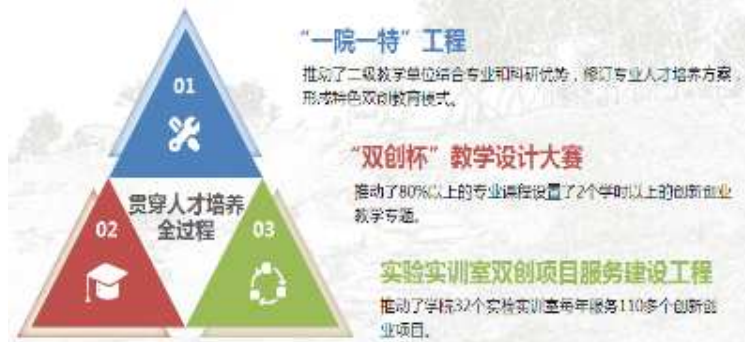 “一院一特”工程
01
推动了二级教学单位结合专业和科研优势，修订专业人才培养方案，
形成特色双创教育模式。
“双创杯”教学设计大赛
贯穿人才培养
全过程
02
03
推动了80%以上的专业课程设置了2个学时以上的创新创业
教学专题。
实验实训室双创项目服务建设工程
推动了学院32个实验实训室每年服务110多个创新创
业项目。